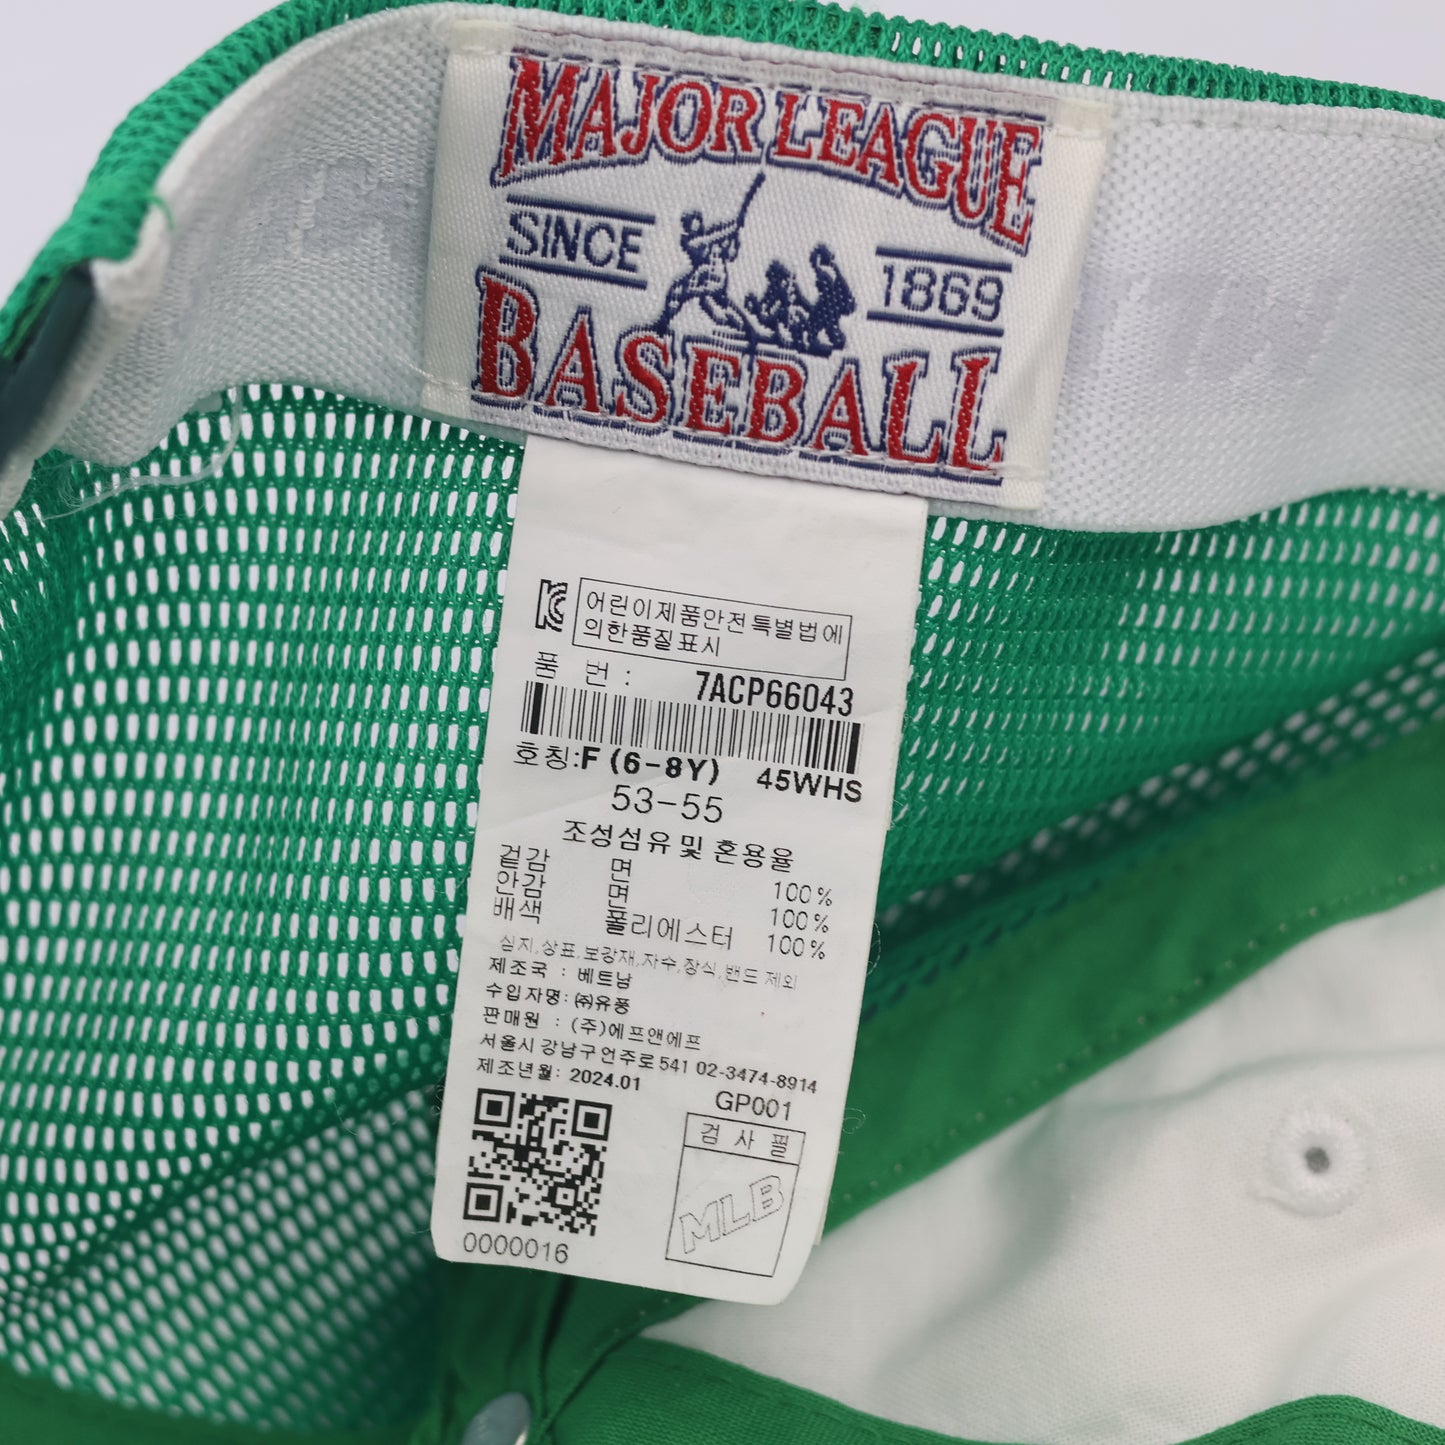 MAJOR LEAGUE
SINCE 1869
BASEBALL
어린이제품안전특별법에
의한품질표시
품 번 : 7ACP66043
호칭:F (6-8Y) 45WHS
53-55
조성섬유 및 혼용율
겉감 면 100%
안감 면 100%
배색 폴리에스터 100%
심지,상표,보강재,자수,장식,밴드 제외
제조국 : 베트남
수입자명: ㈜유풍
판매원 : (주)에프앤에프
서울시 강남구언주로541 02-3474-8914
제조년월: 2024.01
GP001
검 사 필
MLB
0000016